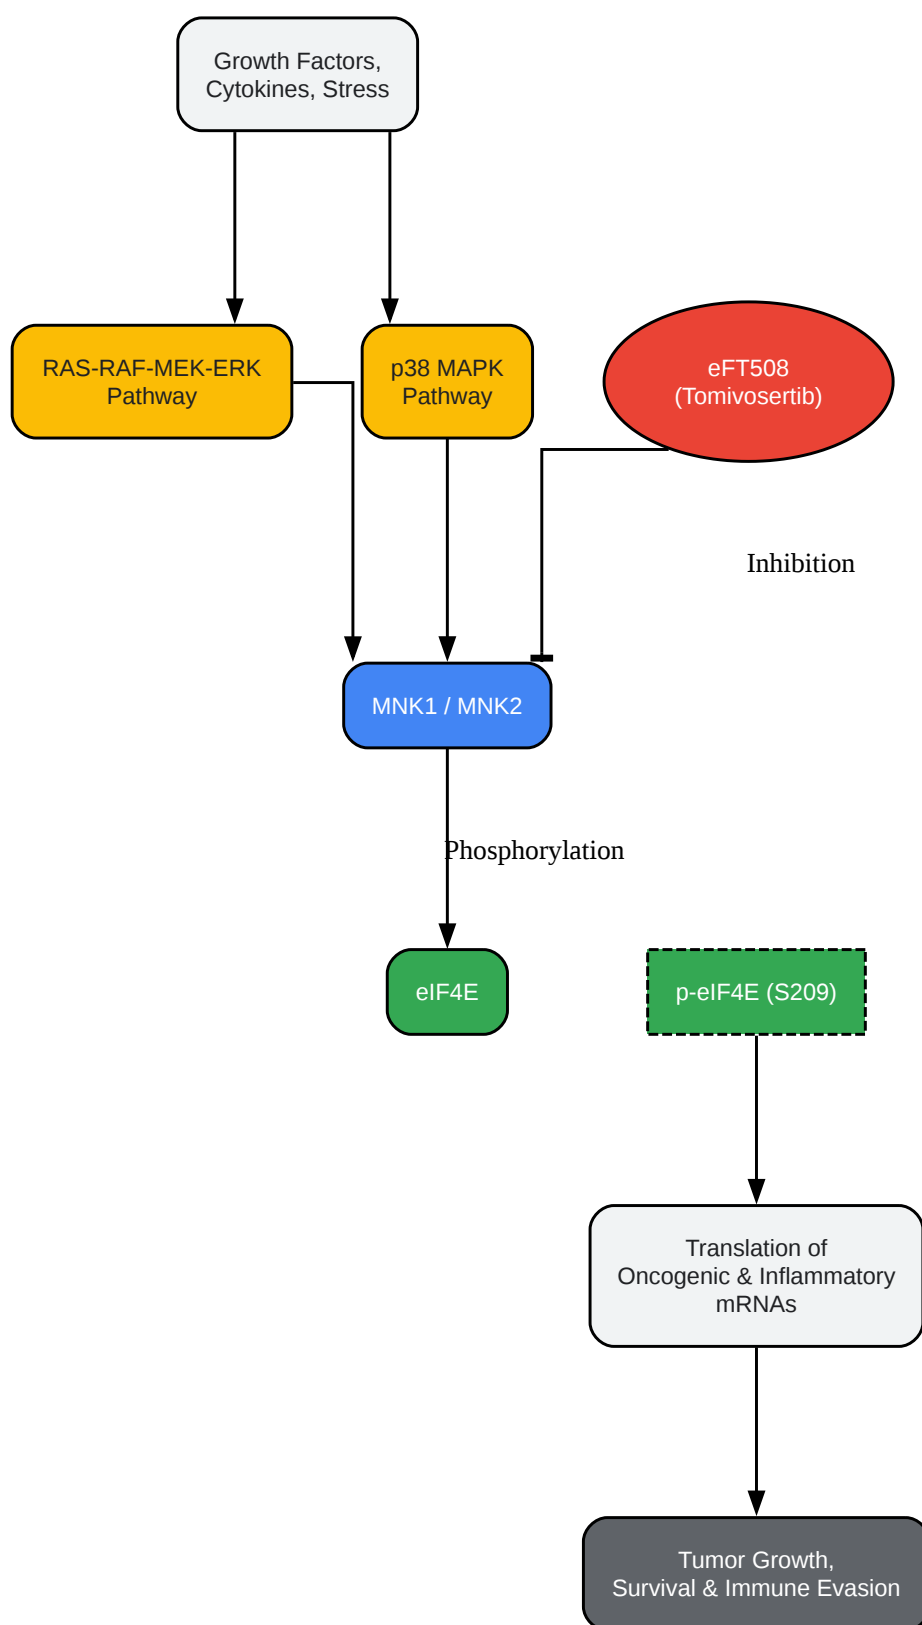 Growth Factors,
Cytokines, Stress
RAS-RAF-MEK-ERK
Pathway
p38 MAPK
Pathway
eFT508
(Tomivosertib)
Inhibition
MNK1 / MNK2
Phosphorylation
eIF4E
p-eIF4E (S209)
Translation of
Oncogenic & Inflammatory
mRNAs
Tumor Growth,
Survival & Immune Evasion